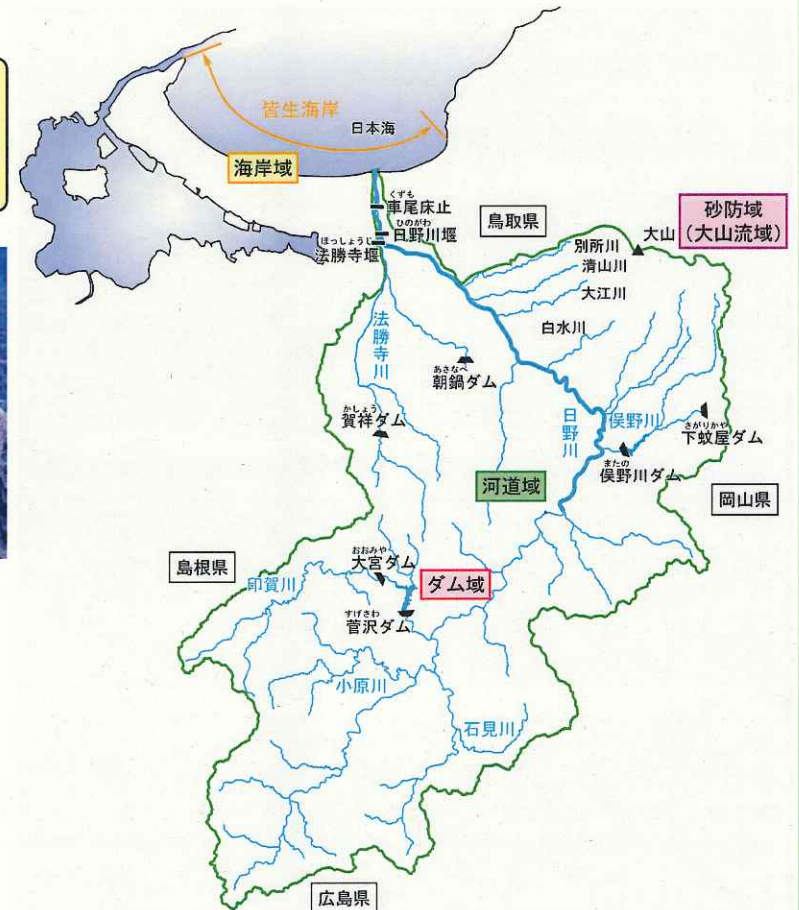 皆生海岸
日本海
海岸域
くずも
車尾床止
ひのがわ
日野川堰
ほっしょうじ
法勝寺堰
鳥取県
砂防域
(大山流域)
大山
別所川
清山川
大江川
白水川
法勝寺川
あさなべ
朝鍋ダム
かしょう
賀祥ダム
日野川
俣野川
さがりかや
下蚊屋ダム
またの
俣野川ダム
河道域
岡山県
島根県
おおみや
大宮ダム
印賀川
ダム域
すげさわ
菅沢ダム
小原川
石見川
広島県